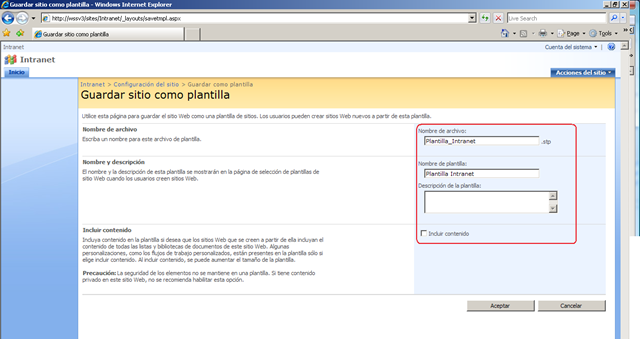 Guardar sitio como plantilla - Windows Internet Explorer
http://wssv3/sites/Intranet/_layouts/savetmpl.aspx
Live Search
Guardar sitio como plantilla
Page
Tools
Intranet
Cuenta del sistema
Intranet
Inicio
Acciones del sitio
Intranet > Configuración del sitio > Guardar como plantilla
Guardar sitio como plantilla
Utilice esta página para guardar el sitio Web como una plantilla de sitios. Los usuarios pueden crear sitios Web nuevos a partir de esta plantilla.
Nombre de archivo
Escriba un nombre para este archivo de plantilla.
Nombre de archivo:
Plantilla_Intranet .stp
Nombre y descripción
El nombre y la descripción de esta plantilla se mostrarán en la página de selección de plantillas
de sitio Web cuando los usuarios creen sitios Web.
Nombre de plantilla:
Plantilla Intranet
Descripción de la plantilla:
Incluir contenido
Incluya contenido en la plantilla si desea que los sitios Web que se creen a partir de ella incluyan el
contenido de todas las listas y bibliotecas de documentos de este sitio Web. Algunas
personalizaciones, como los flujos de trabajo personalizados, están presentes en la plantilla sólo si
elige incluir contenido. Al incluir contenido, se puede aumentar el tamaño de la plantilla.
Precaución: La seguridad de los elementos no se mantiene en una plantilla. Si tiene contenido
privado en este sitio Web, no se recomienda habilitar esta opción.
Incluir contenido
Aceptar
Cancelar